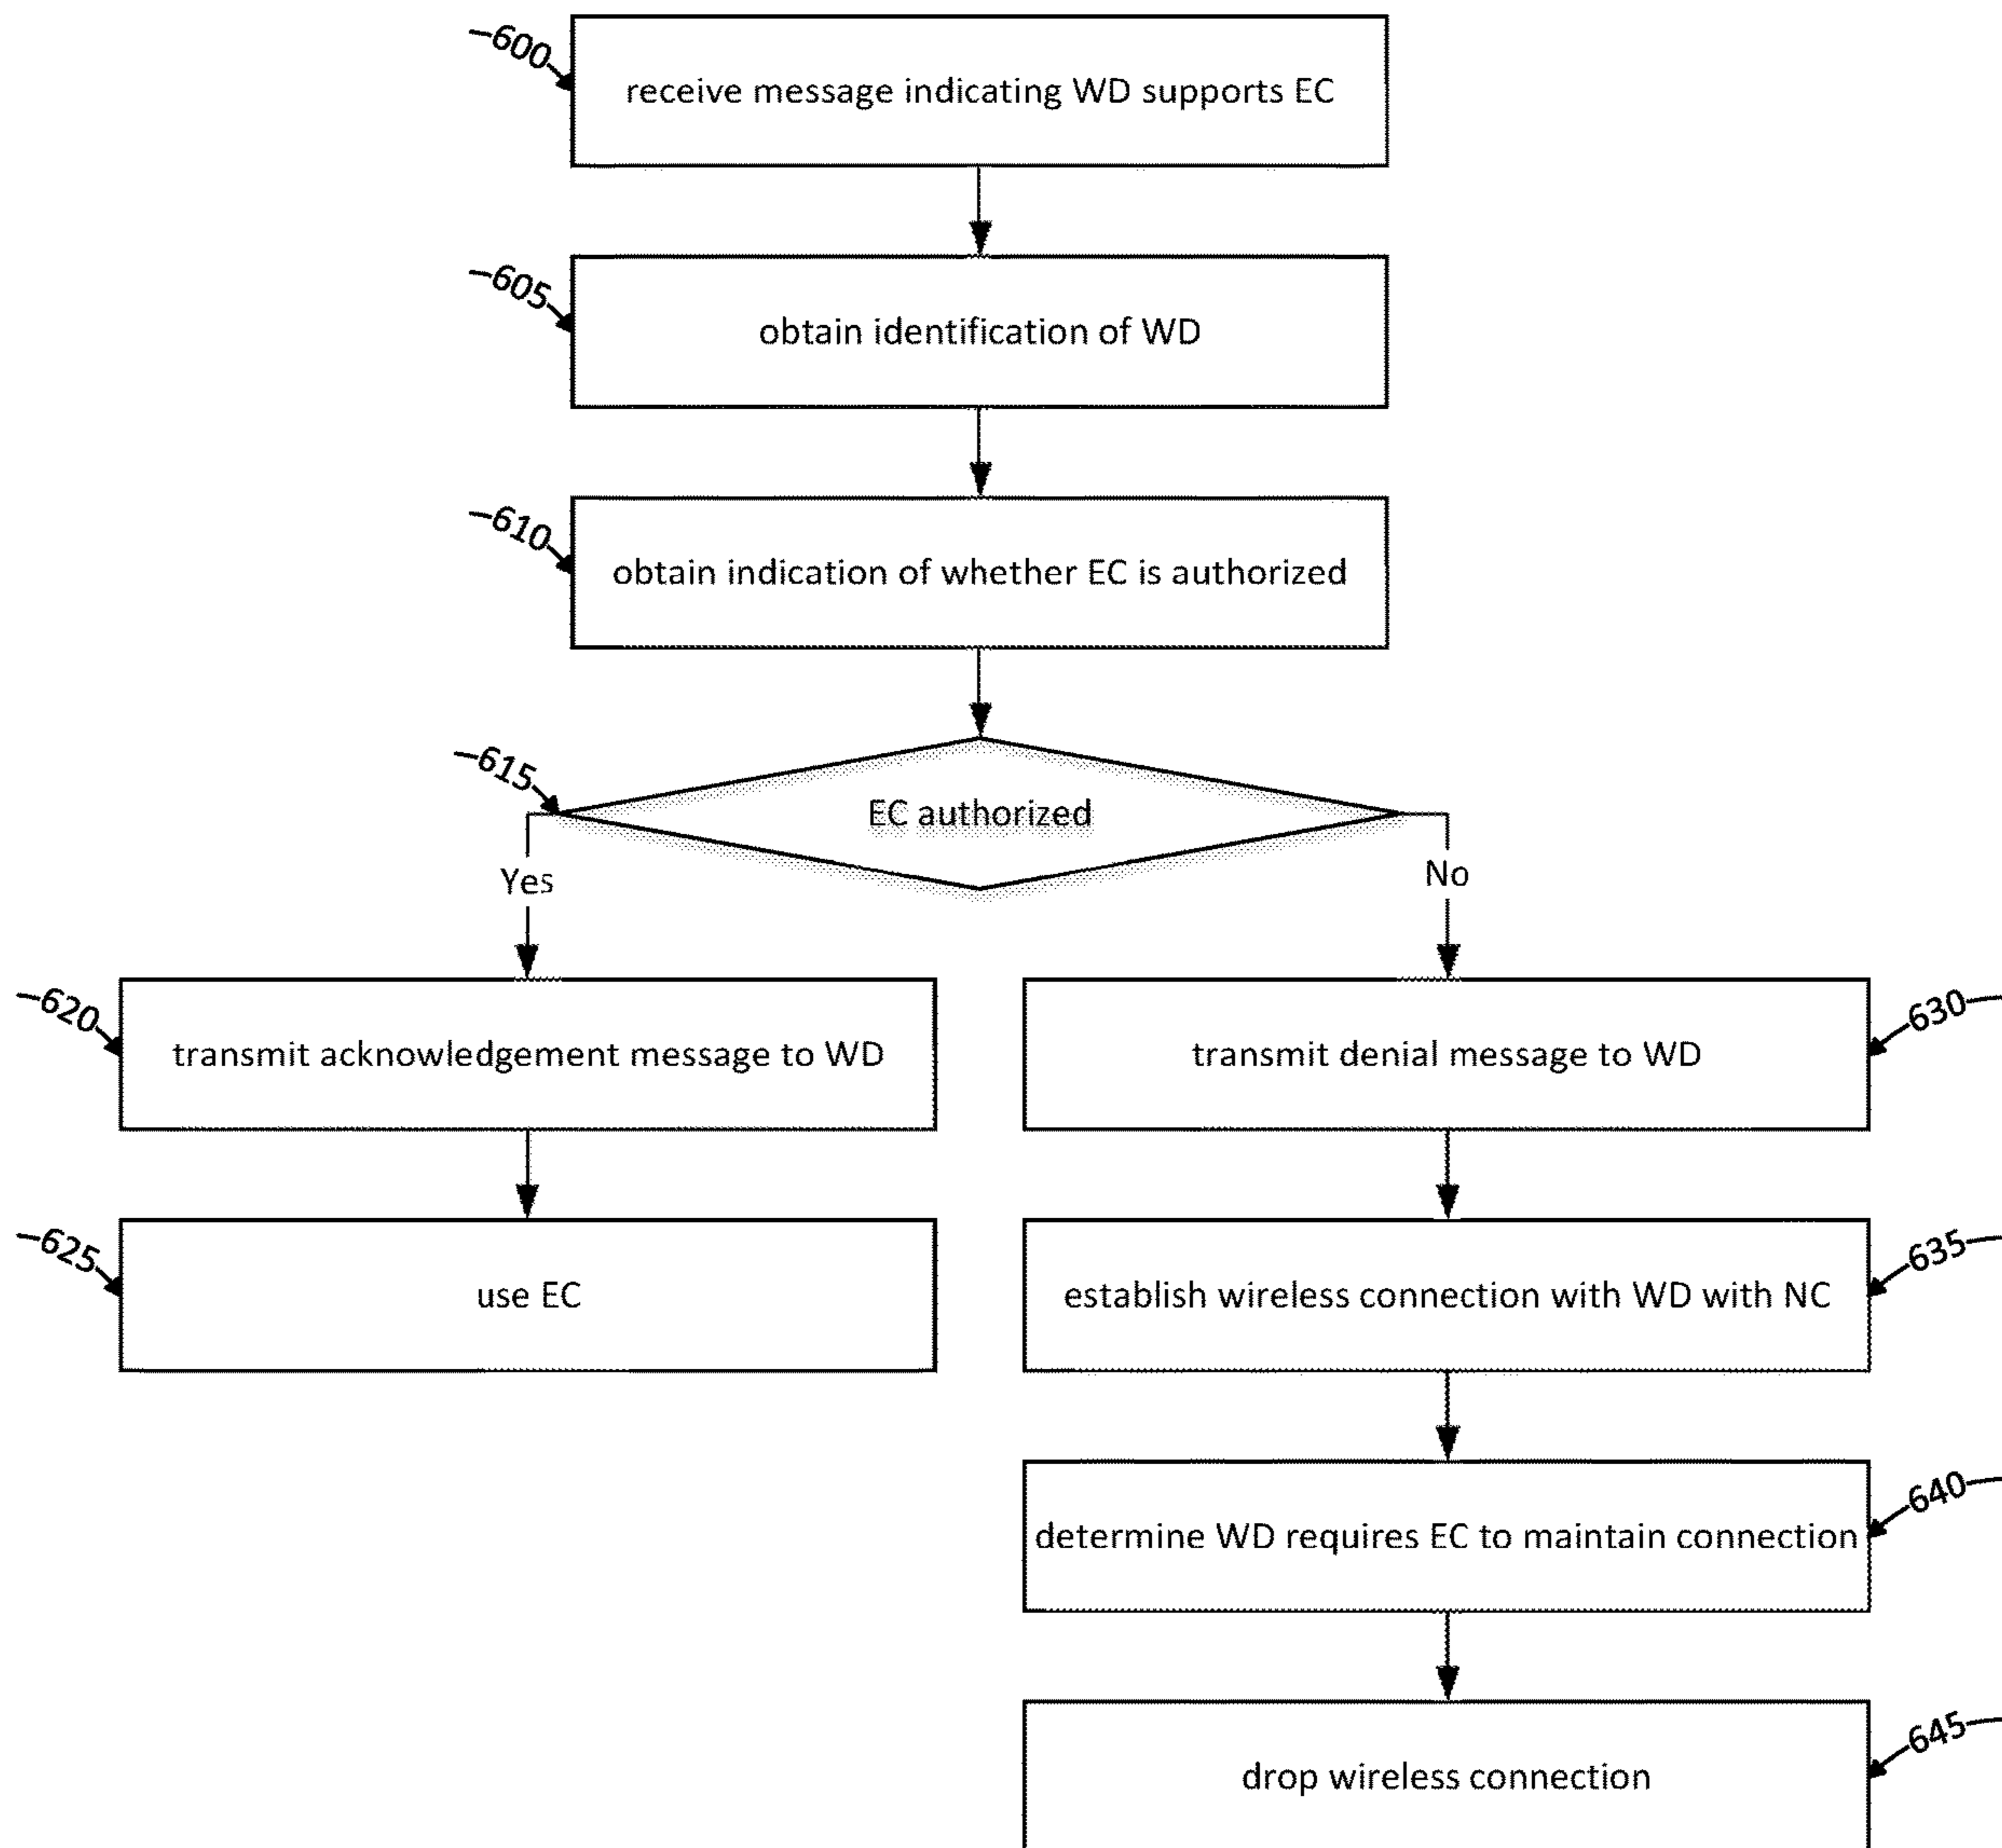 600
receive message indicating WD supports EC
605
obtain identification of WD
610
obtain indication of whether EC is authorized
615
EC authorized
Yes
No
620
transmit acknowledgement message to WD
transmit denial message to WD
630
625
use EC
establish wireless connection with WD with NC
635
determine WD requires EC to maintain connection
640
drop wireless connection
645